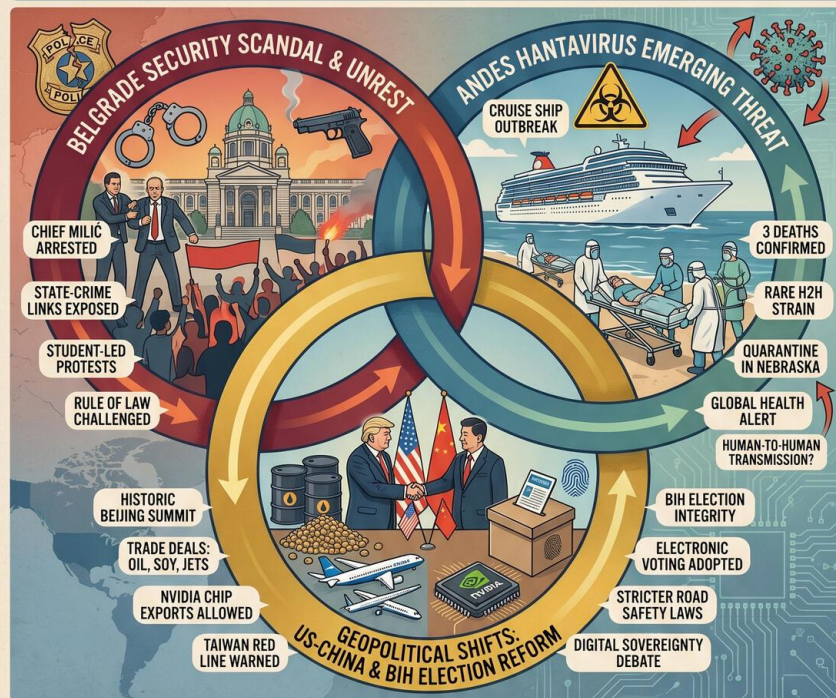 POLICE
POLI
BELGRADE SECURITY SCANDAL & UNREST
ANDES HANTAVIRUS EMERGING THREAT
CRUISE SHIP
OUTBREAK
CHIEF MILIĆ
ARRESTED
STATE-CRIME
LINKS EXPOSED
STUDENT-LED
PROTESTS
RULE OF LAW
CHALLENGED
3 DEATHS
CONFIRMED
RARE H2H
STRAIN
QUARANTINE
IN NEBRASKA
GLOBAL HEALTH
ALERT
HUMAN-TO-HUMAN
TRANSMISSION?
HISTORIC
BEIJING SUMMIT
TRADE DEALS:
OIL, SOY, JETS
NVIDIA CHIP
EXPORTS ALLOWED
TAIWAN RED
LINE WARNED
NVIDIA
BIH ELECTION
INTEGRITY
ELECTRONIC
VOTING ADOPTED
STRICTER ROAD
SAFETY LAWS
DIGITAL SOVEREIGNTY
DEBATE
GEOPOLITICAL SHIFTS:
US-CHINA & BIH ELECTION REFORM